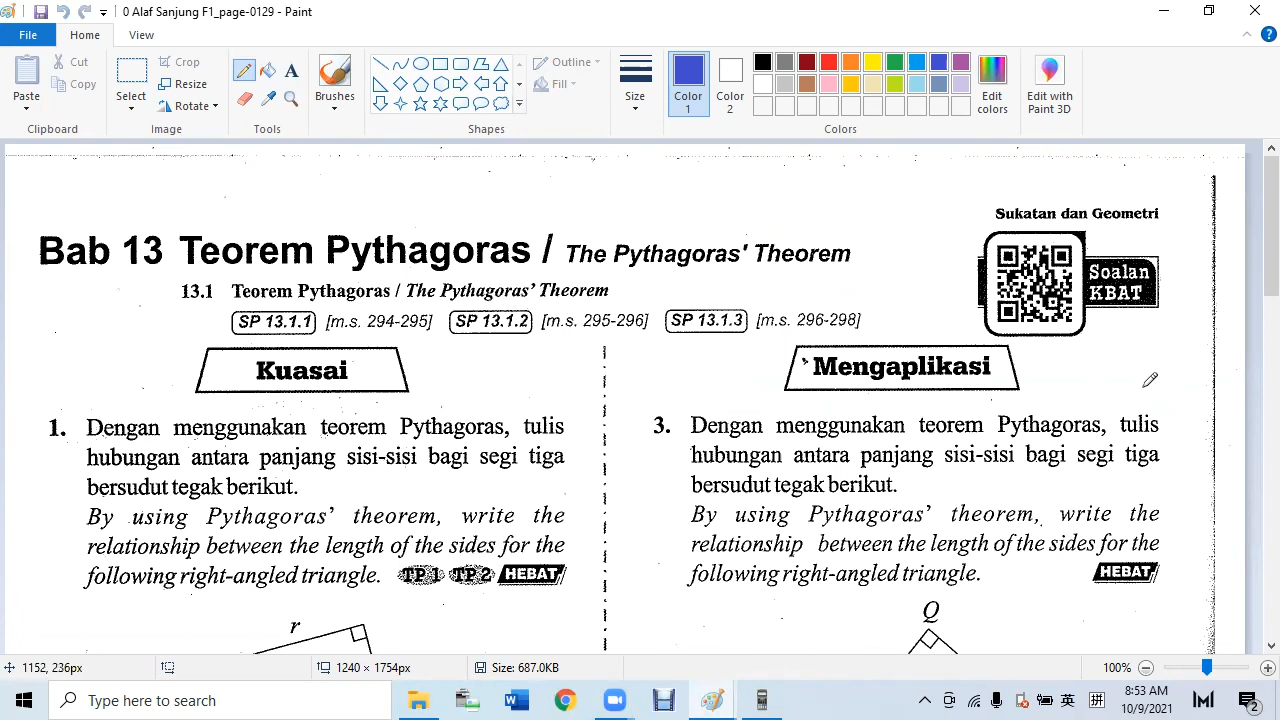 0 Alaf Sanjung F1_page-0129 - Paint
File Home View
Paste
Cut
Copy
Clipboard
Select
Crop
Resize
Rotate
Image
A
Tools
Brushes
Shapes
Outline
Fill
Size
Color 1
Color 2
Edit colors
Colors
Edit with Paint 3D
Sukatan dan Geometri
Bab 13 Teorem Pythagoras / The Pythagoras' Theorem
Soalan
KBAT
13.1 Teorem Pythagoras / The Pythagoras' Theorem
SP 13.1.1 [m.s. 294-295] SP 13.1.2 [m.s. 295-296] SP 13.1.3 [m.s. 296-298]
Kuasai
1. Dengan menggunakan teorem Pythagoras, tulis
hubungan antara panjang sisi-sisi bagi segi tiga
bersudut tegak berikut.
By using Pythagoras' theorem, write the
relationship between the length of the sides for the
following right-angled triangle. TP 1 TP 2 HEBAT
r
Mengaplikasi
3. Dengan menggunakan teorem Pythagoras, tulis
hubungan antara panjang sisi-sisi bagi segi tiga
bersudut tegak berikut.
By using Pythagoras' theorem, write the
relationship between the length of the sides for the
following right-angled triangle. HEBAT
Q
1152, 236px
1240 × 1754px
Size: 687.0KB
100%
Type here to search
英
拼
8:53 AM
10/9/2021
2